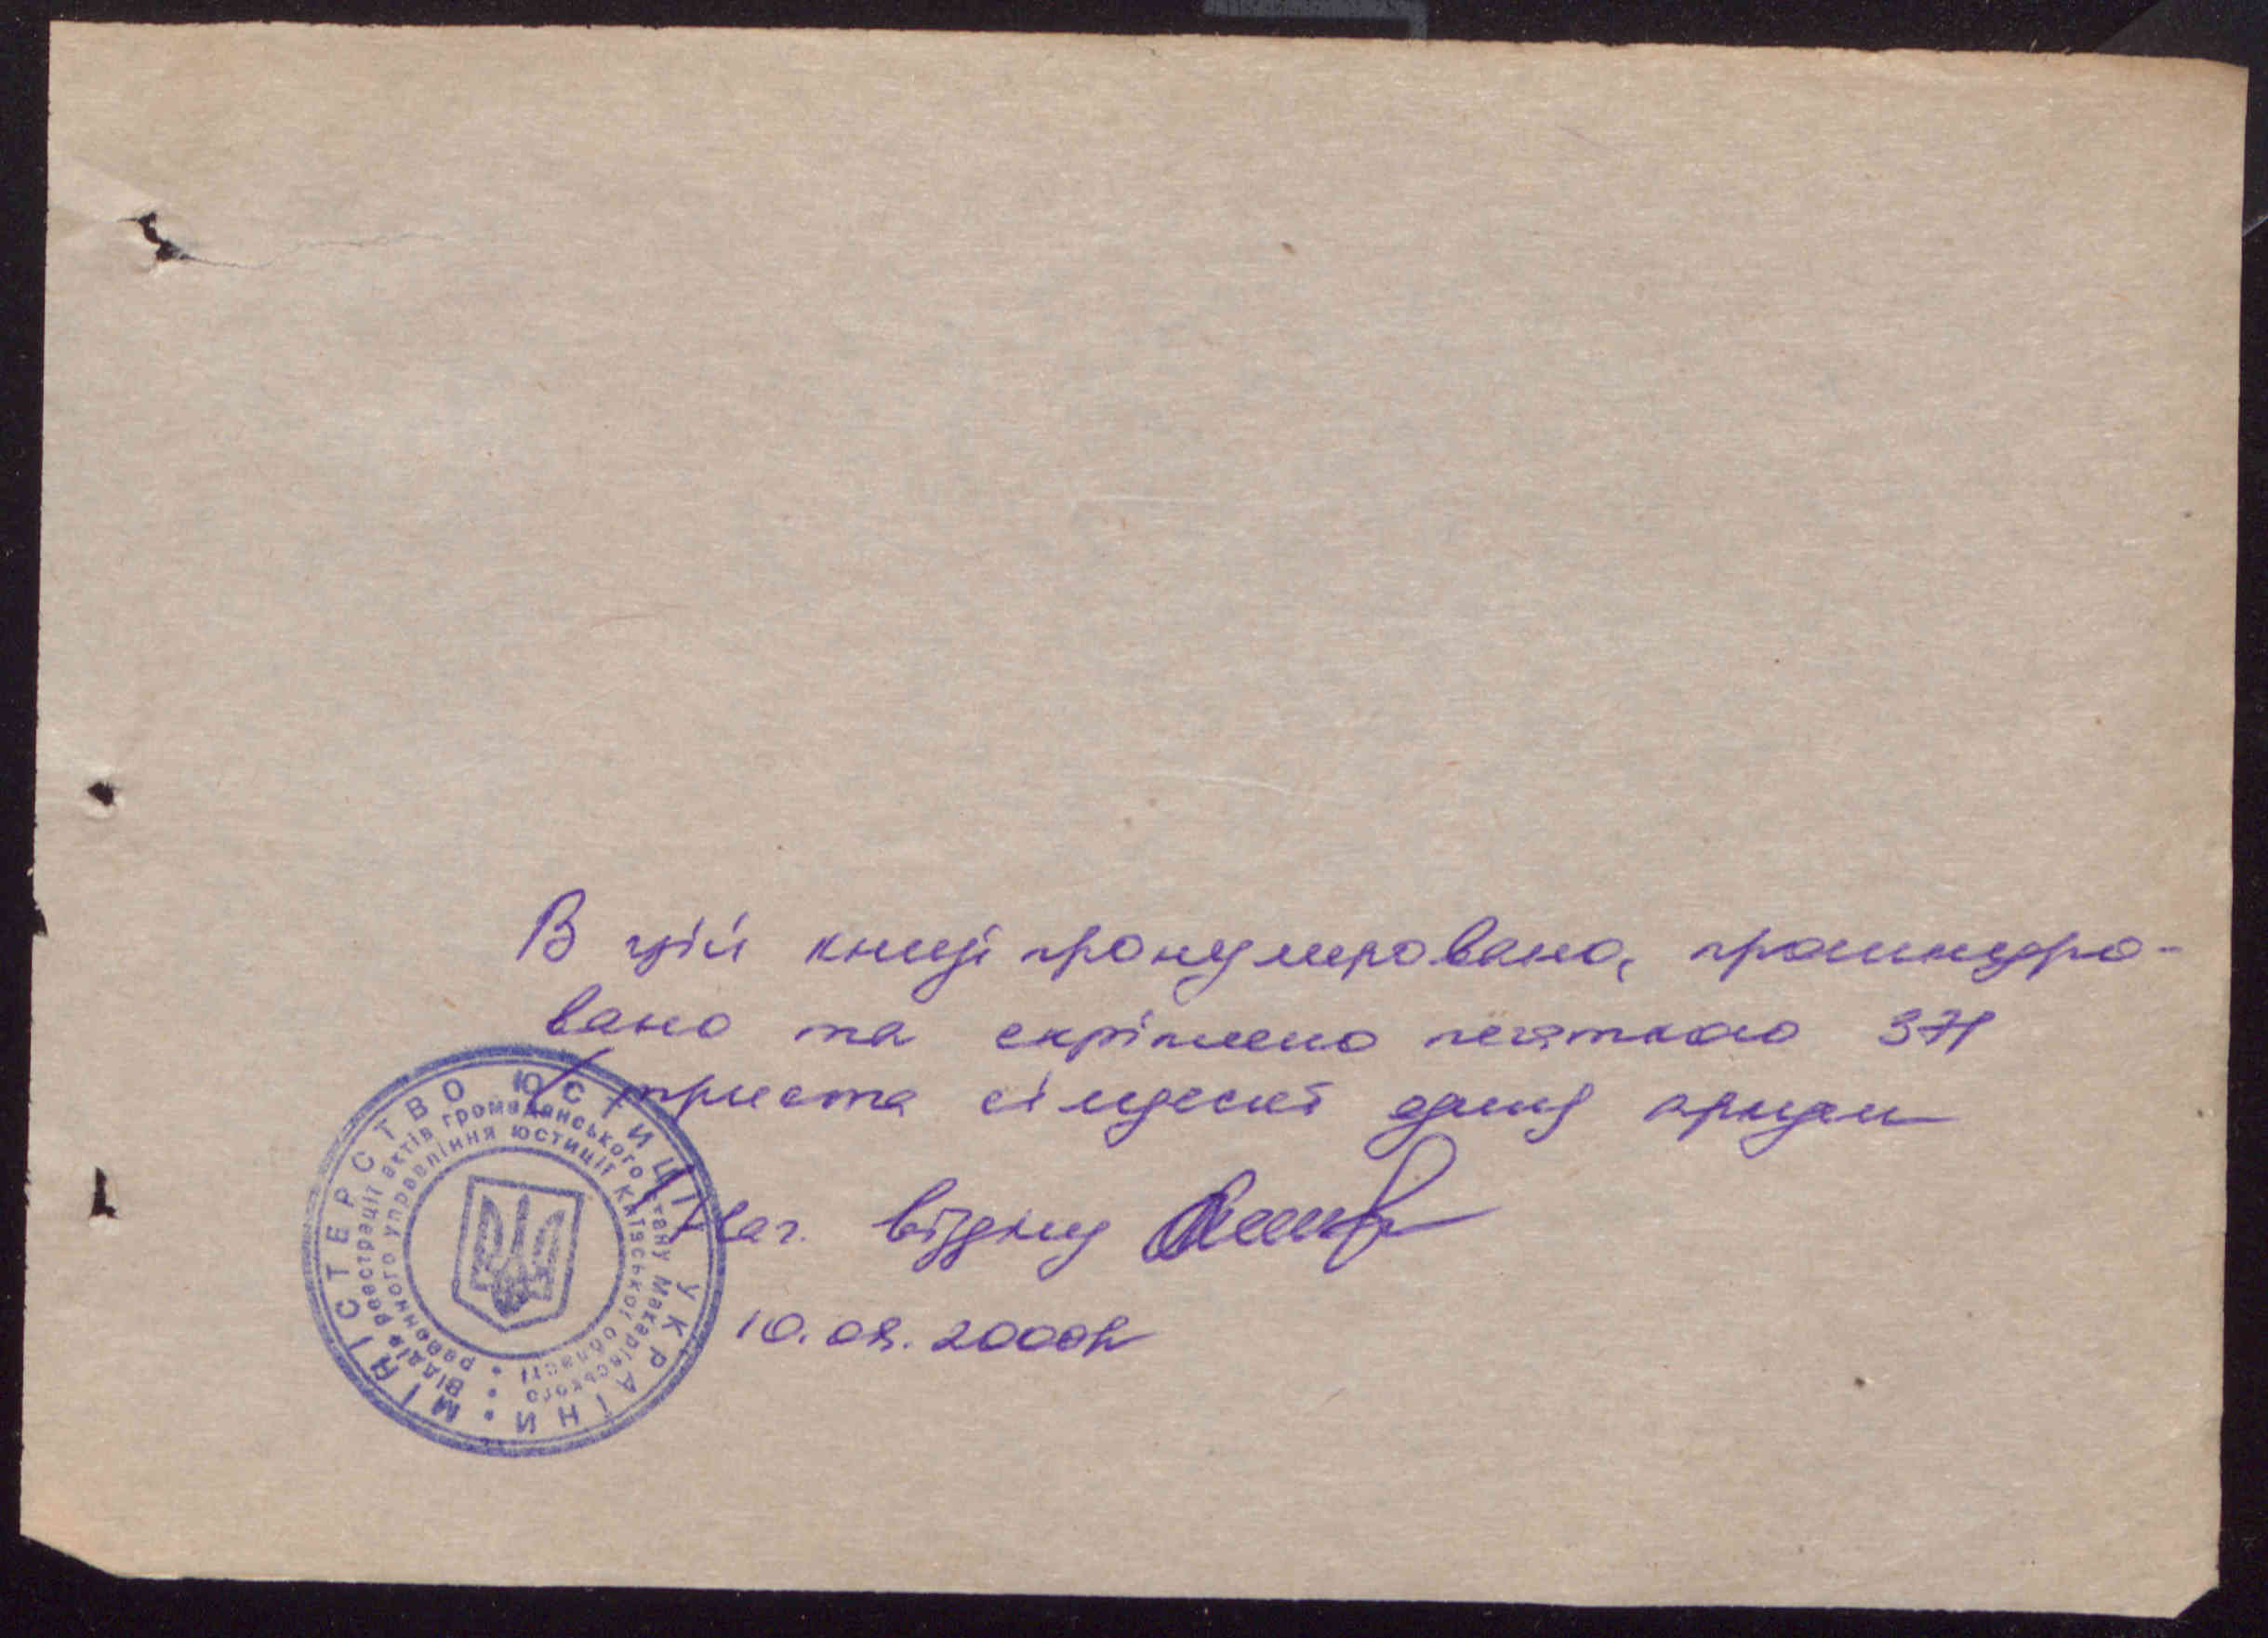 В цій книзі пронумеровано, прошнуро-
вано та скріплено печаткою 371
/триста сімдесят один аркуш
/ Нач. відділу
10.08.2000р
МІНІСТЕРСТВО ЮСТИЦІЇ УКРАЇНИ
Відділ реєстрації актів громадянського стану Макарівського
районного управління юстиції Київської області